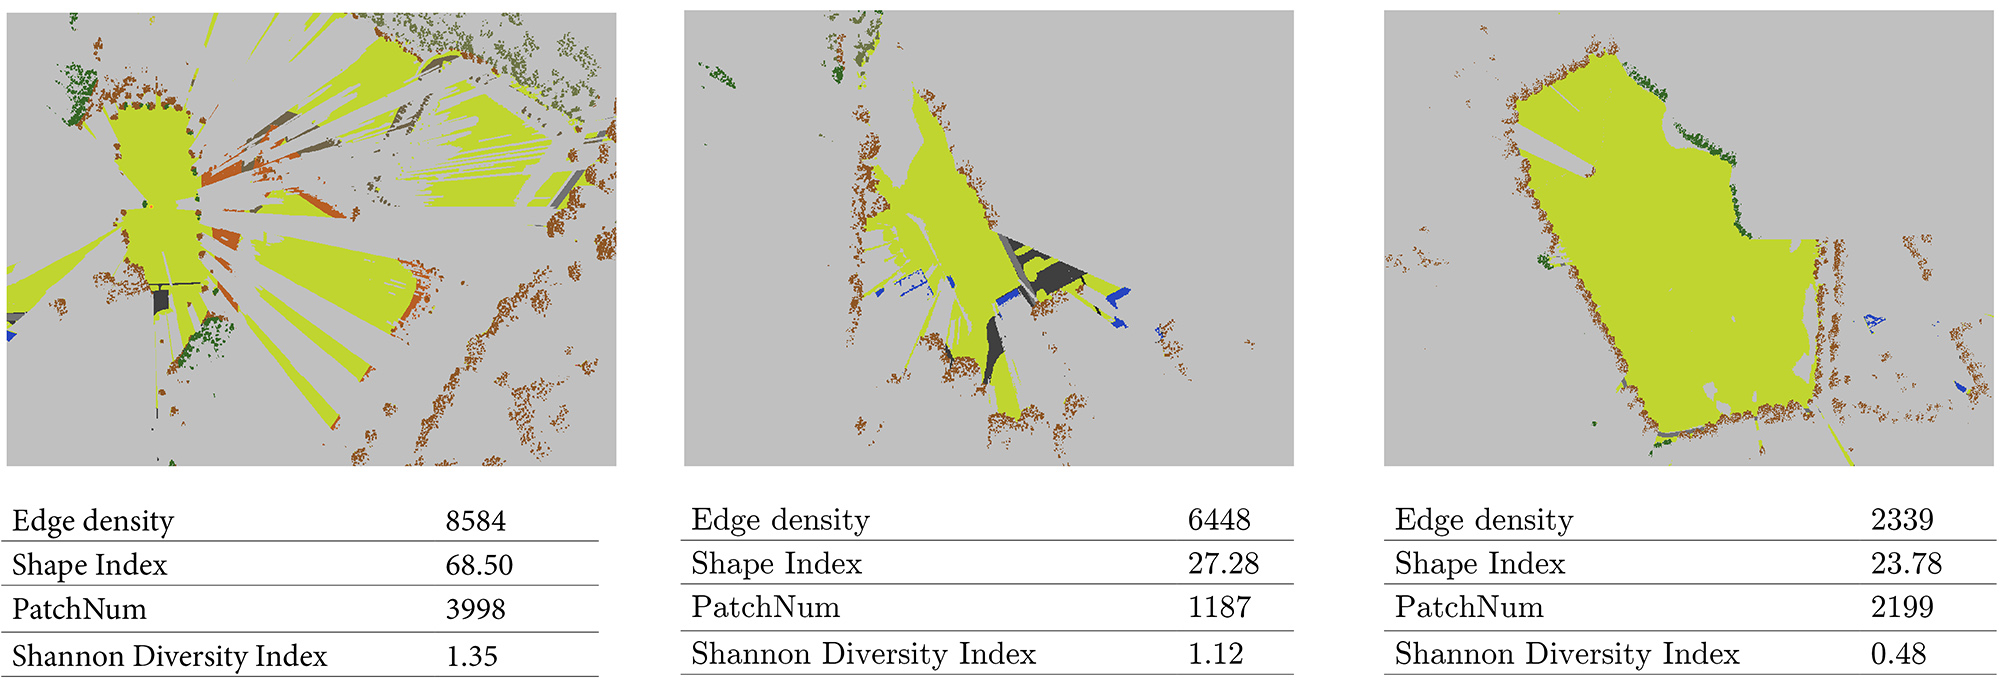 Edge density 8584
Shape Index 68.50
PatchNum 3998
Shannon Diversity Index 1.35
Edge density 6448
Shape Index 27.28
PatchNum 1187
Shannon Diversity Index 1.12
Edge density 2339
Shape Index 23.78
PatchNum 2199
Shannon Diversity Index 0.48